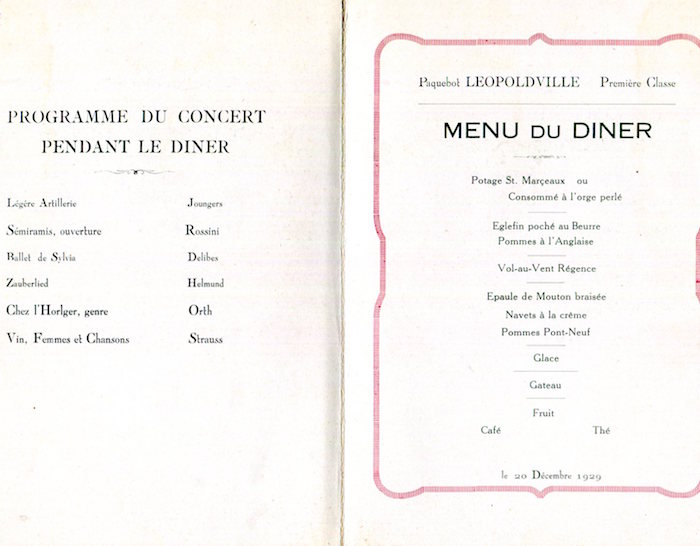 PROGRAMME DU CONCERT
PENDANT LE DINER
Légère Artillerie Joungers
Sémiramis, ouverture Rossini
Ballet de Sylvia Delibes
Zauberlied Helmund
Chez l'Horlger, genre Orth
Vin, Femmes et Chansons Strauss
Paquebot LEOPOLDVILLE Première Classe
MENU DU DINER
Potage St. Marçeaux ou
Consommé à l'orge perlé
Eglefin poché au Beurre
Pommes à l'Anglaise
Vol-au-Vent Régence
Epaule de Mouton braisée
Navets à la crême
Pommes Pont-Neuf
Glace
Gateau
Fruit
Café Thé
le 20 Décembre 1929